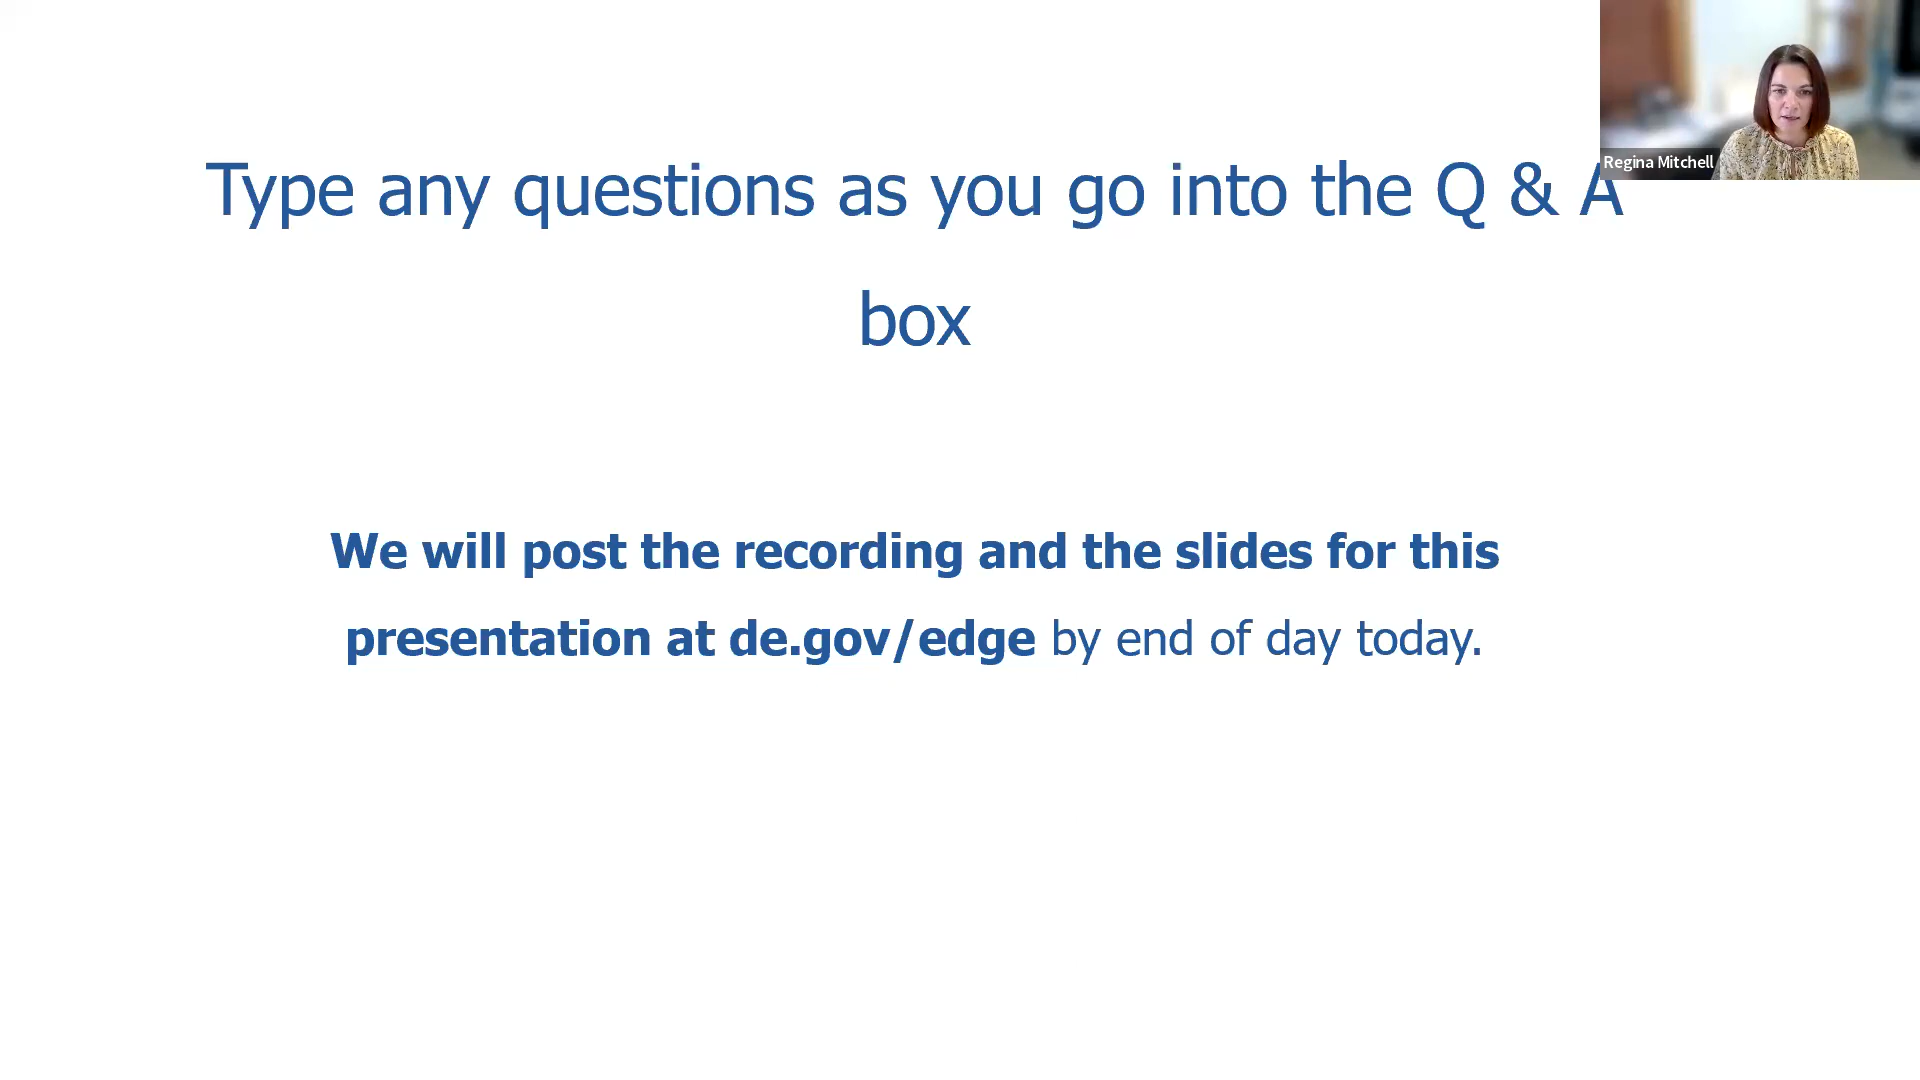 Type any questions as you go into the Q & A
box
We will post the recording and the slides for this
presentation at de.gov/edge by end of day today.
Regina Mitchell